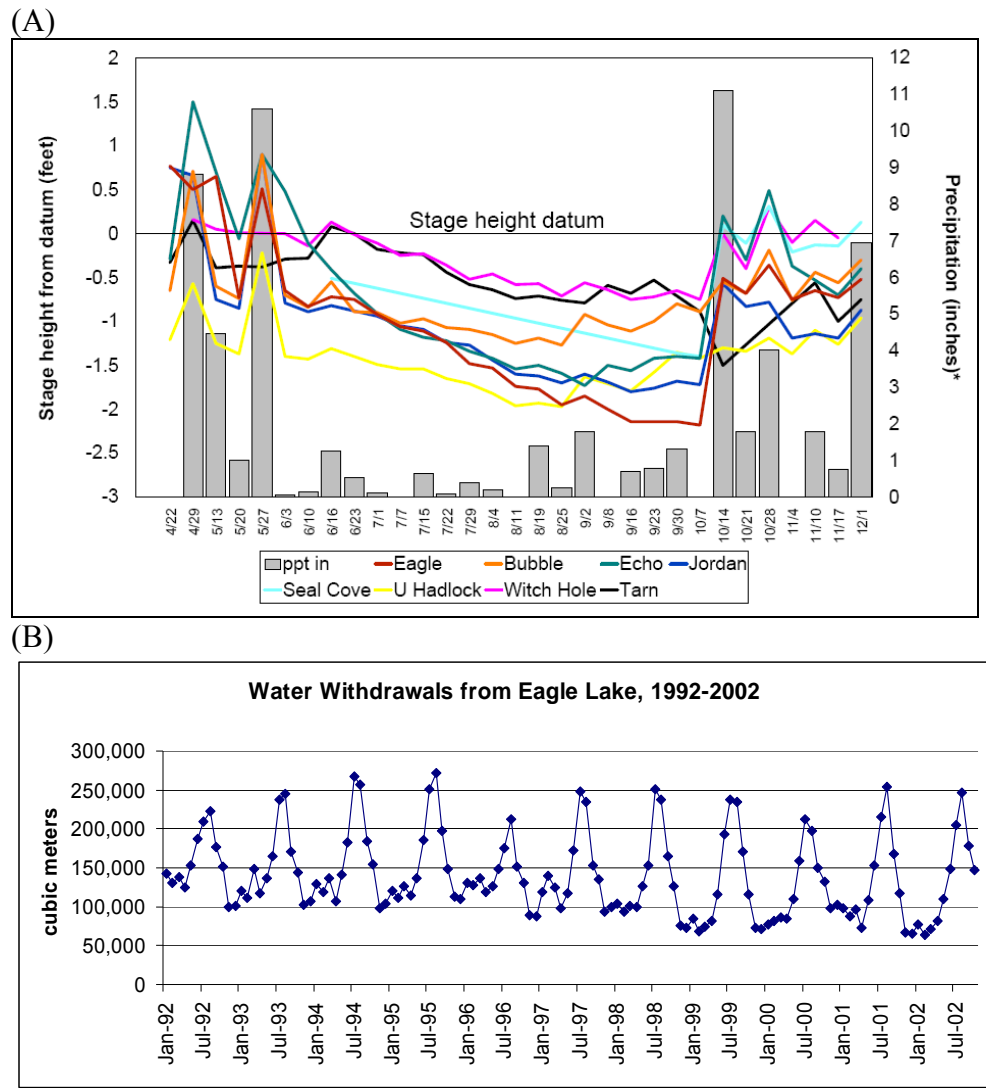 (A)
Stage height from datum (feet)
2
1.5
1
0.5
0
-0.5
-1
-1.5
-2
-2.5
-3
Stage height datum
12
11
10
9
8
7
6
5
4
3
2
1
0
Precipitation (inches)*
4/22 4/29 5/13 5/20 5/27 6/3 6/10 6/16 6/23 7/1 7/7 7/15 7/22 7/29 8/4 8/11 8/19 8/25 9/2 9/8 9/16 9/23 9/30 10/7 10/14 10/21 10/28 11/4 11/10 11/17 12/1
ppt in Eagle Bubble Echo Jordan
Seal Cove U Hadlock Witch Hole Tarn
(B)
Water Withdrawals from Eagle Lake, 1992-2002
cubic meters
300,000
250,000
200,000
150,000
100,000
50,000
0
Jan-92 Jul-92 Jan-93 Jul-93 Jan-94 Jul-94 Jan-95 Jul-95 Jan-96 Jul-96 Jan-97 Jul-97 Jan-98 Jul-98 Jan-99 Jul-99 Jan-00 Jul-00 Jan-01 Jul-01 Jan-02 Jul-02